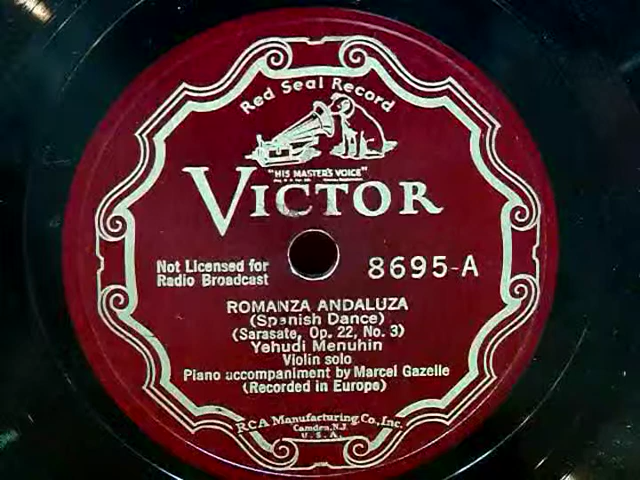 Red Seal Record
"HIS MASTER'S VOICE"
VICTOR
Not Licensed for
Radio Broadcast
8695-A
ROMANZA ANDALUZA
(Spanish Dance)
(Sarasate, Op. 22, No. 3)
Yehudi Menuhin
Violin solo
Piano accompaniment by Marcel Gazelle
(Recorded in Europe)
RCA Manufacturing Co., Inc.
Camden, N.J.
U. S. A.